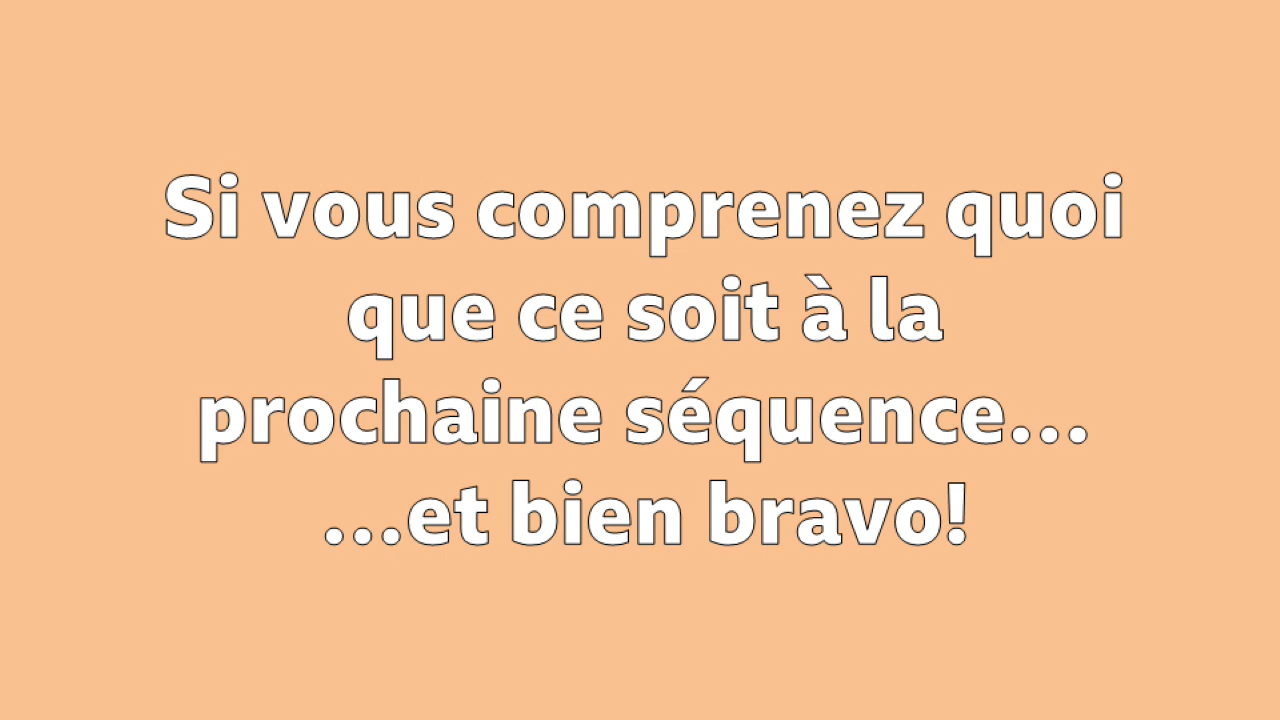 Si vous comprenez quoi
que ce soit à la
prochaine séquence...
...et bien bravo!